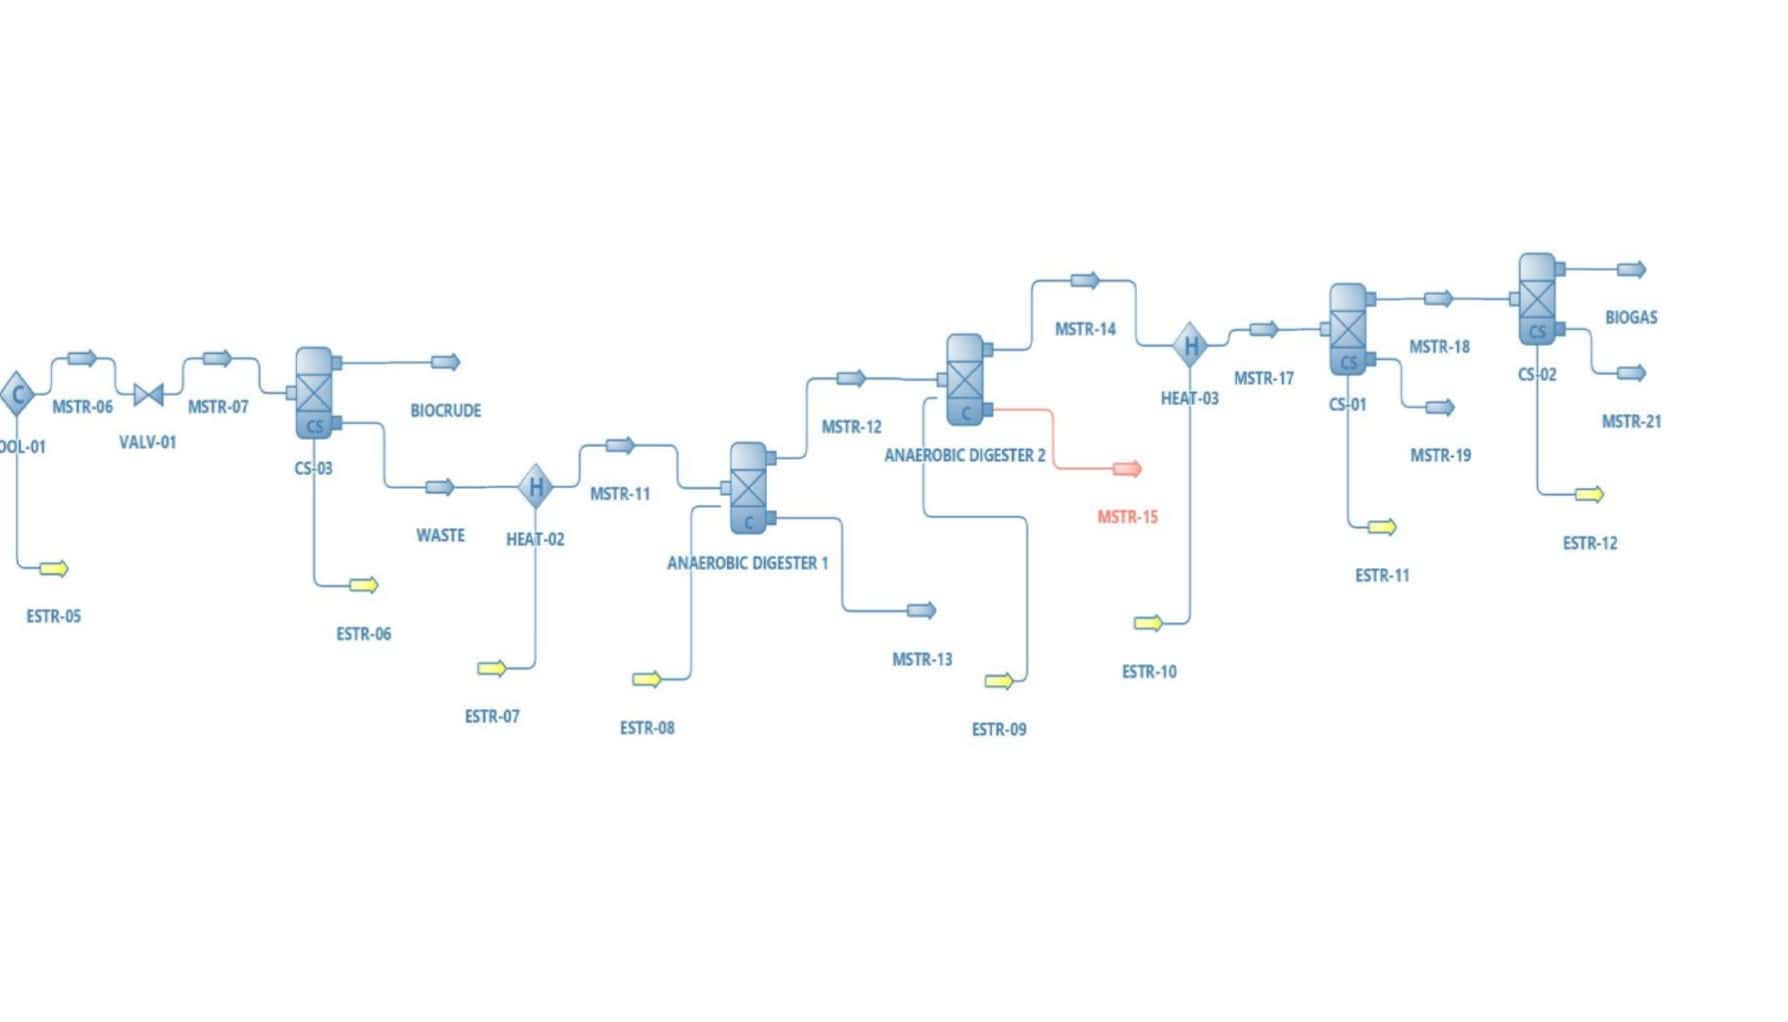 C
OOL-01
MSTR-06
VALV-01
MSTR-07
CS
CS-03
BIOCRUDE
WASTE
ESTR-05
ESTR-06
H
HEAT-02
MSTR-11
ESTR-07
C
ANAEROBIC DIGESTER 1
ESTR-08
MSTR-12
MSTR-13
C
ANAEROBIC DIGESTER 2
ESTR-09
MSTR-14
MSTR-15
H
HEAT-03
ESTR-10
MSTR-17
CS
CS-01
MSTR-18
MSTR-19
ESTR-11
CS
CS-02
BIOGAS
MSTR-21
ESTR-12